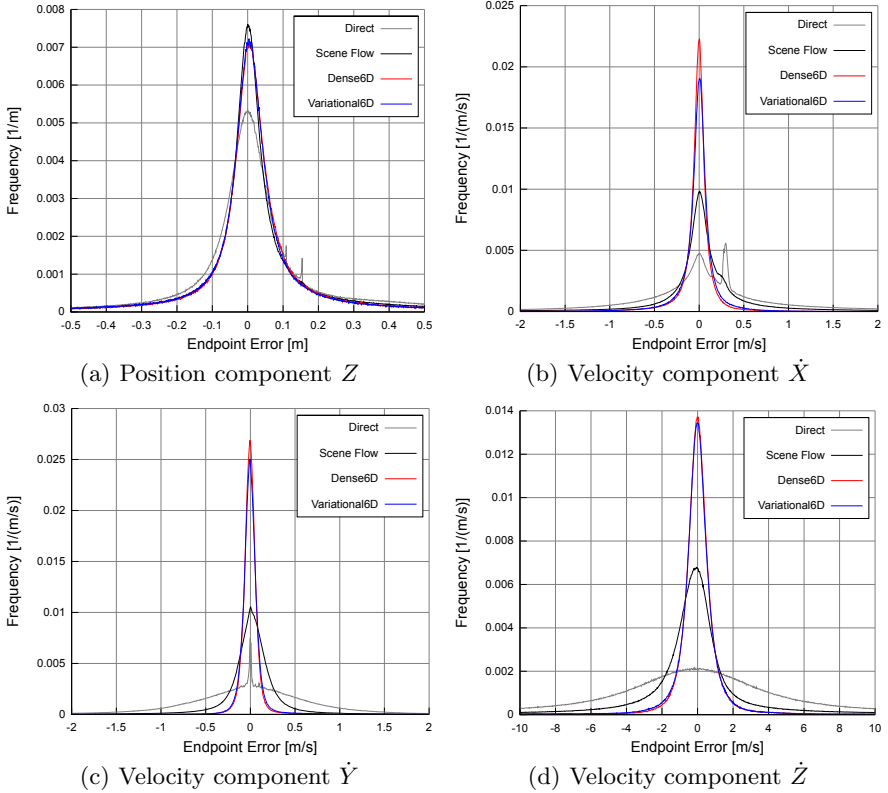 0.008
0.007
0.006
0.005
0.004
0.003
0.002
0.001
0
Frequency [1/m]
Direct
Scene Flow
Dense6D
Variational6D
-0.5 -0.4 -0.3 -0.2 -0.1 0 0.1 0.2 0.3 0.4 0.5
Endpoint Error [m]
(a) Position component Z
0.025
0.02
0.015
0.01
0.005
0
Frequency [1/(m/s)]
Direct
Scene Flow
Dense6D
Variational6D
-2 -1.5 -1 -0.5 0 0.5 1 1.5 2
Endpoint Error [m/s]
(b) Velocity component Ẋ
0.03
0.025
0.02
0.015
0.01
0.005
0
Frequency [1/(m/s)]
Direct
Scene Flow
Dense6D
Variational6D
-2 -1.5 -1 -0.5 0 0.5 1 1.5 2
Endpoint Error [m/s]
(c) Velocity component Ẏ
0.014
0.012
0.01
0.008
0.006
0.004
0.002
0
Frequency [1/(m/s)]
Direct
Scene Flow
Dense6D
Variational6D
-10 -8 -6 -4 -2 0 2 4 6 8 10
Endpoint Error [m/s]
(d) Velocity component Ż